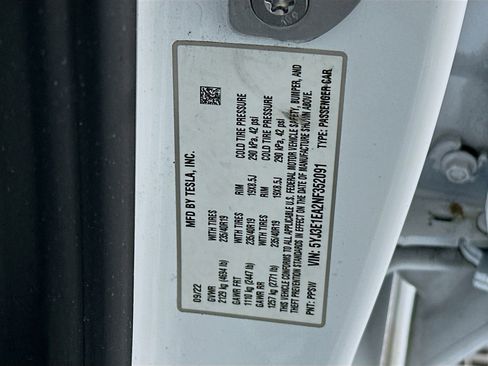 MFD BY TESLA, INC.
09/22
GVWR WITH TIRES RIM COLD TIRE PRESSURE
2129 kg (4694 lb) 235/40R19 19X8.5J 290 kPa, 42 psi
GAWR FRT WITH TIRES RIM COLD TIRE PRESSURE
1110 kg (2447 lb) 235/40R19 19X8.5J 290 kPa, 42 psi
GAWR RR
1257 kg (2771 lb)
THIS VEHICLE CONFORMS TO ALL APPLICABLE U.S. FEDERAL MOTOR VEHICLE SAFETY, BUMPER, AND
THEFT PREVENTION STANDARDS IN EFFECT ON THE DATE OF MANUFACTURE SHOWN ABOVE.
PNT: PPSW VIN: 5YJ3E1EA2NF352091 TYPE: PASSENGER CAR